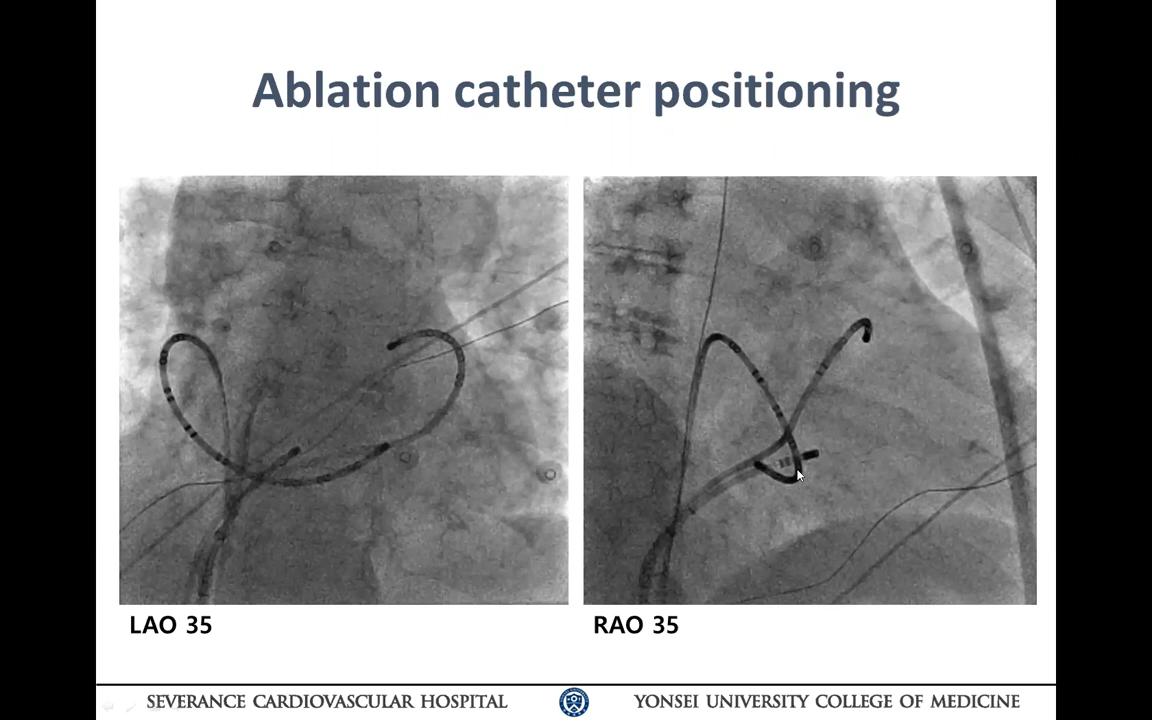 Ablation catheter positioning
LAO 35
RAO 35
SEVERANCE CARDIOVASCULAR HOSPITAL
YONSEI UNIVERSITY COLLEGE OF MEDICINE